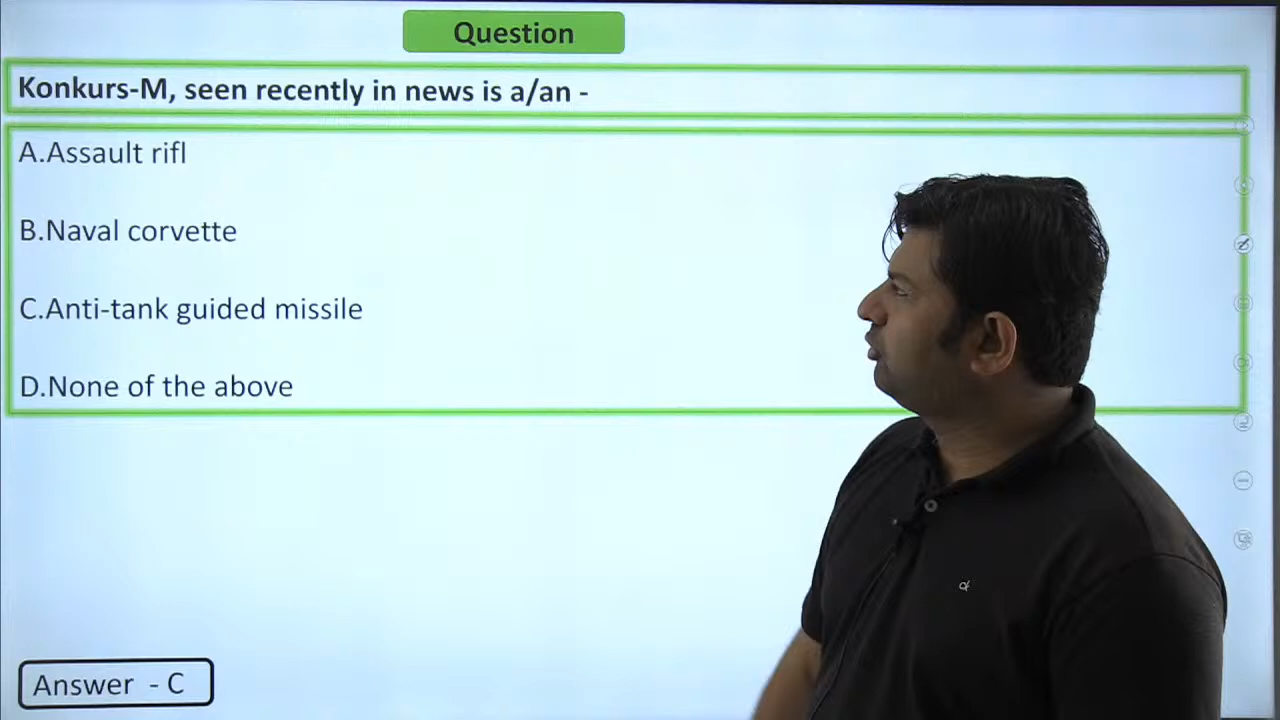 Question
Konkurs-M, seen recently in news is a/an -
A.Assault rifl
B.Naval corvette
C.Anti-tank guided missile
D.None of the above
Answer - C